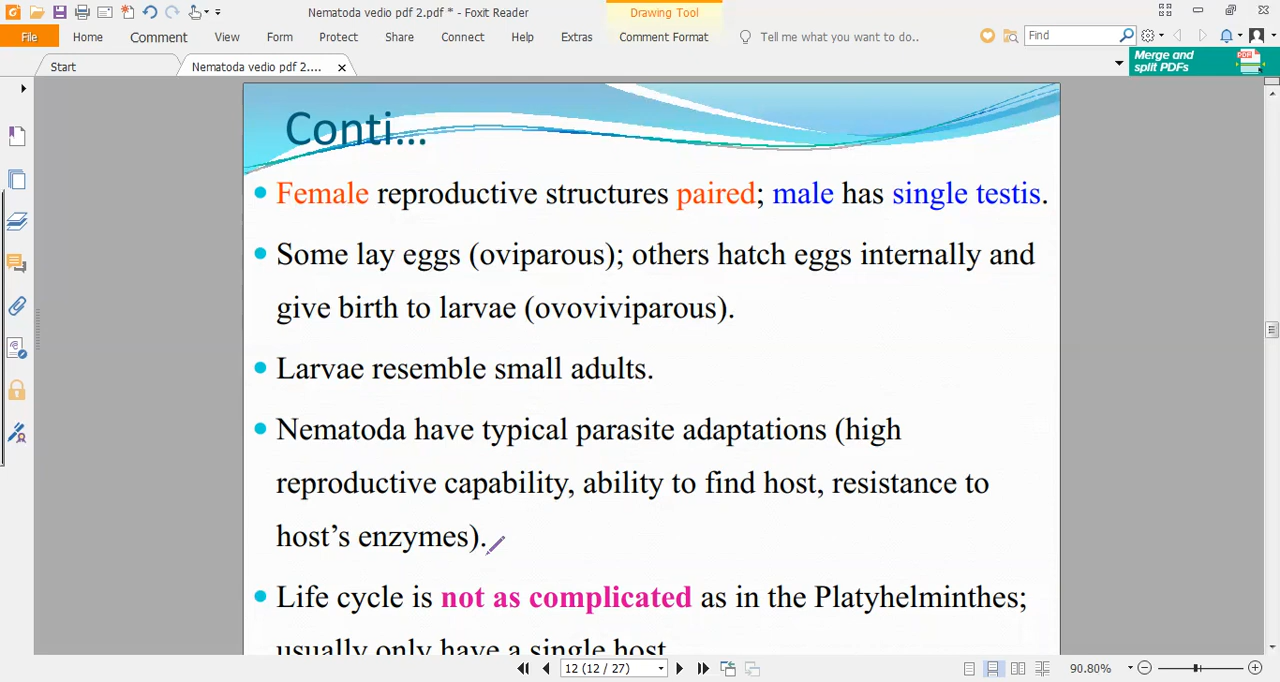 Nematoda vedio pdf 2.pdf * - Foxit Reader
Drawing Tool
File Home Comment View Form Protect Share Connect Help Extras Comment Format Tell me what you want to do.. Find
Start Nematoda vedio pdf 2.... Merge and
split PDFs
Conti...
Female reproductive structures paired; male has single testis.
Some lay eggs (oviparous); others hatch eggs internally and
give birth to larvae (ovoviviparous).
Larvae resemble small adults.
Nematoda have typical parasite adaptations (high
reproductive capability, ability to find host, resistance to
host’s enzymes).
Life cycle is not as complicated as in the Platyhelminthes;
usually only have a single host.
12 (12 / 27) 90.80%